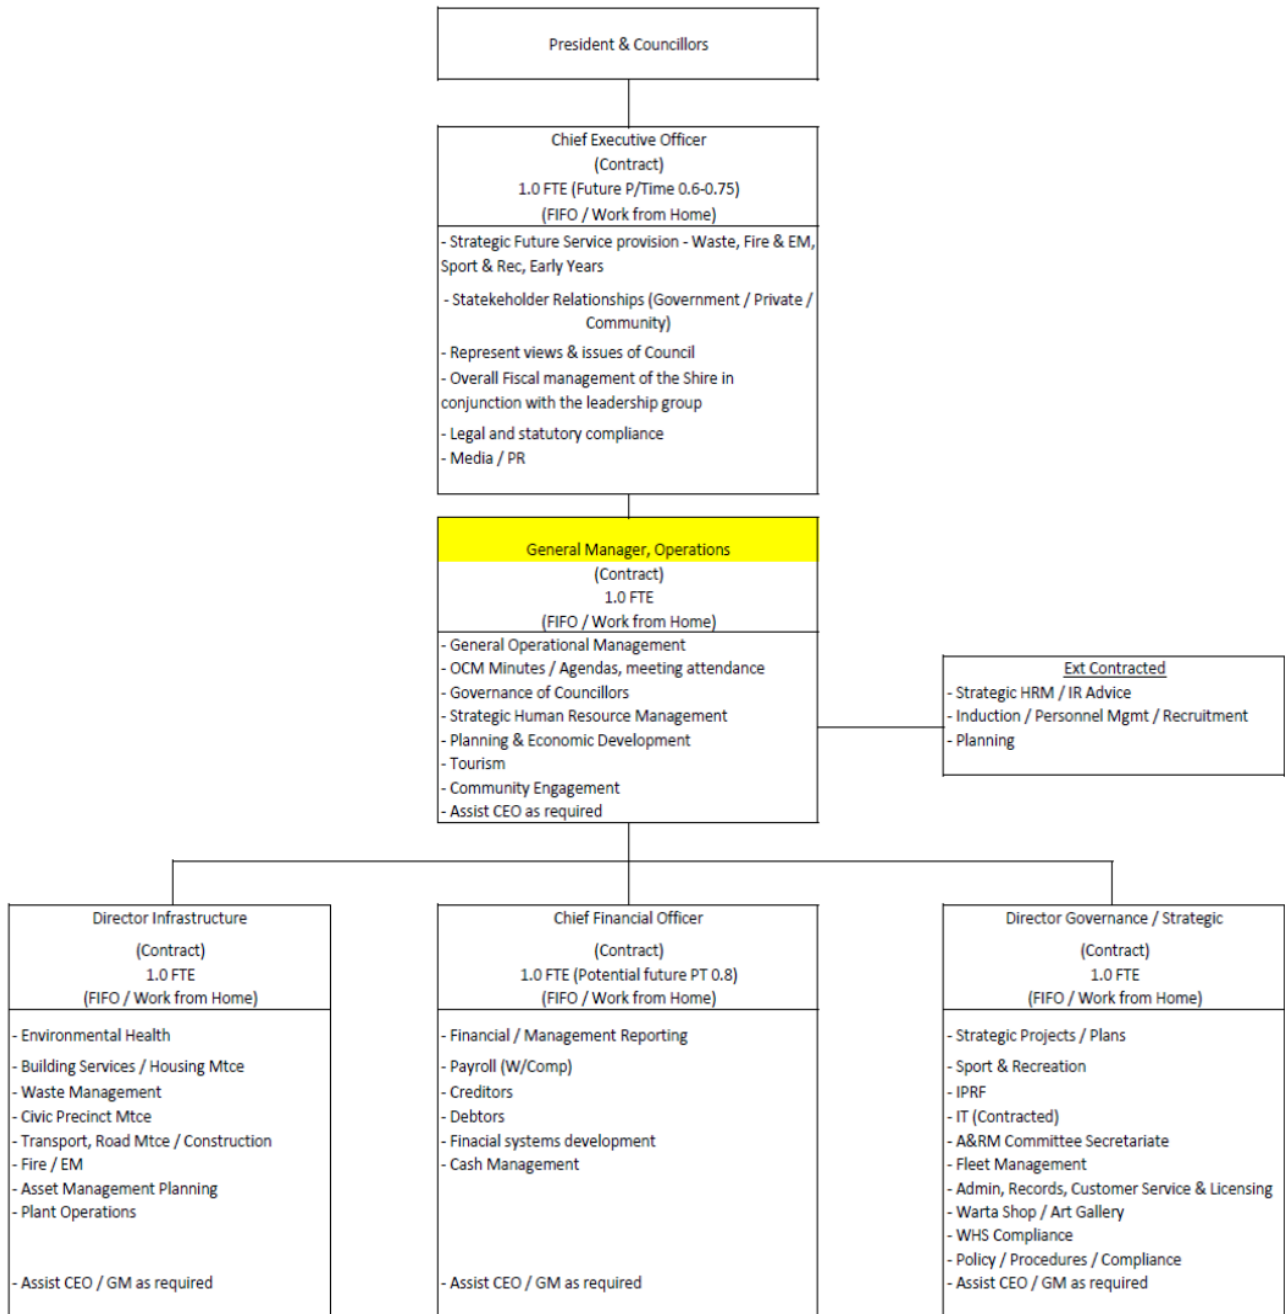 President & Councillors
Chief Executive Officer
(Contract)
1.0 FTE (Future P/Time 0.6-0.75)
(FIFO / Work from Home)
- Strategic Future Service provision - Waste, Fire & EM,
Sport & Rec, Early Years
- Statekeholder Relationships (Government / Private /
Community)
- Represent views & issues of Council
- Overall Fiscal management of the Shire in
conjunction with the leadership group
- Legal and statutory compliance
- Media / PR
General Manager, Operations
(Contract)
1.0 FTE
(FIFO / Work from Home)
- General Operational Management
- OCM Minutes / Agendas, meeting attendance
- Governance of Councillors
- Strategic Human Resource Management
- Planning & Economic Development
- Tourism
- Community Engagement
- Assist CEO as required
Ext Contracted
- Strategic HRM / IR Advice
- Induction / Personnel Mgmt / Recruitment
- Planning
Director Infrastructure
(Contract)
1.0 FTE
(FIFO / Work from Home)
- Environmental Health
- Building Services / Housing Mtce
- Waste Management
- Civic Precinct Mtce
- Transport, Road Mtce / Construction
- Fire / EM
- Asset Management Planning
- Plant Operations
- Assist CEO / GM as required
Chief Financial Officer
(Contract)
1.0 FTE (Potential future PT 0.8)
(FIFO / Work from Home)
- Financial / Management Reporting
- Payroll (W/Comp)
- Creditors
- Debtors
- Finacial systems development
- Cash Management
- Assist CEO / GM as required
Director Governance / Strategic
(Contract)
1.0 FTE
(FIFO / Work from Home)
- Strategic Projects / Plans
- Sport & Recreation
- IPRF
- IT (Contracted)
- A&RM Committee Secretariate
- Fleet Management
- Admin, Records, Customer Service & Licensing
- Warta Shop / Art Gallery
- WHS Compliance
- Policy / Procedures / Compliance
- Assist CEO / GM as required